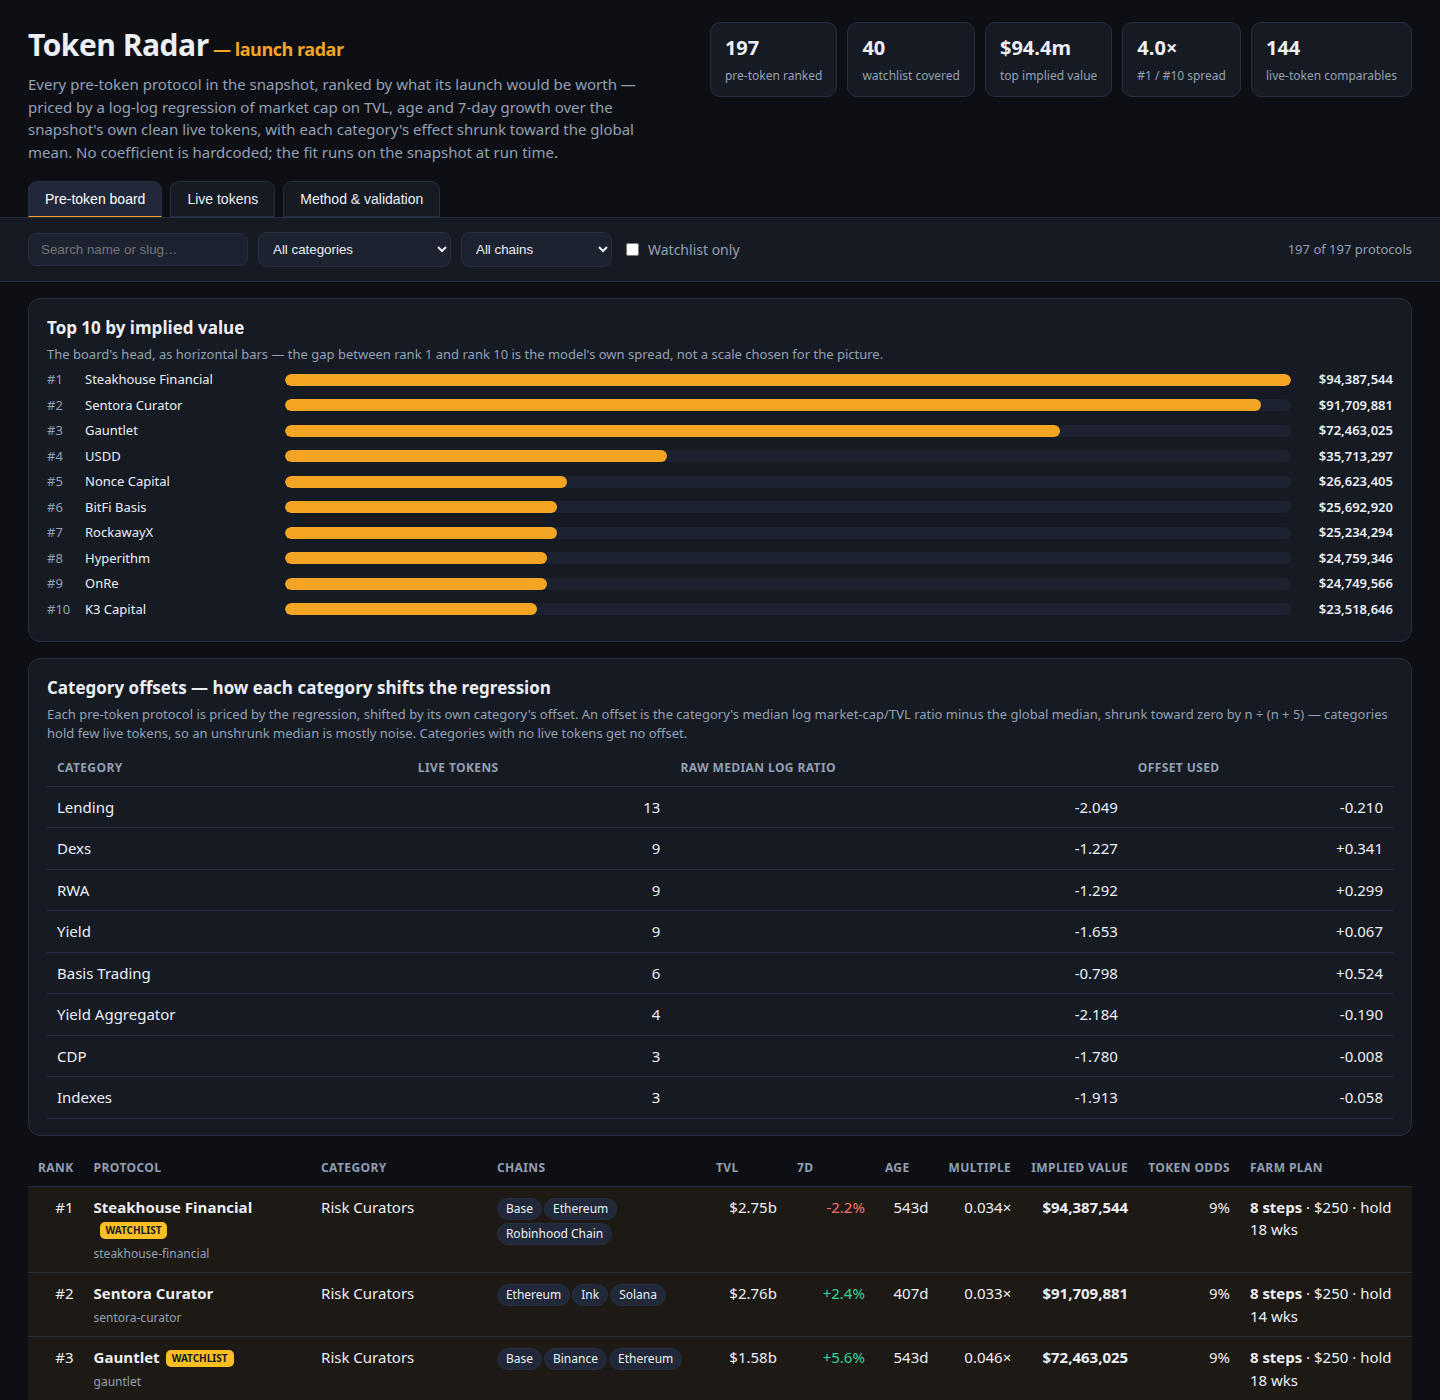 Token Radar — launch radar
Every pre-token protocol in the snapshot, ranked by what its launch would be worth —
priced by a log-log regression of market cap on TVL, age and 7-day growth over the
snapshot's own clean live tokens, with each category's effect shrunk toward the global
mean. No coefficient is hardcoded; the fit runs on the snapshot at run time.
197
pre-token ranked
40
watchlist covered
$94.4m
top implied value
4.0×
#1 / #10 spread
144
live-token comparables
Pre-token board
Live tokens
Method & validation
Search name or slug…
All categories
All chains
Watchlist only
197 of 197 protocols
Top 10 by implied value
The board's head, as horizontal bars — the gap between rank 1 and rank 10 is the model's own spread, not a scale chosen for the picture.
#1 Steakhouse Financial $94,387,544
#2 Sentora Curator $91,709,881
#3 Gauntlet $72,463,025
#4 USDD $35,713,297
#5 Nonce Capital $26,623,405
#6 BitFi Basis $25,692,920
#7 RockawayX $25,234,294
#8 Hyperithm $24,759,346
#9 OnRe $24,749,566
#10 K3 Capital $23,518,646
Category offsets — how each category shifts the regression
Each pre-token protocol is priced by the regression, shifted by its own category's offset. An offset is the category's median log market-cap/TVL ratio minus the global median, shrunk toward zero by n ÷ (n + 5) — categories
hold few live tokens, so an unshrunk median is mostly noise. Categories with no live tokens get no offset.
CATEGORY LIVE TOKENS RAW MEDIAN LOG RATIO OFFSET USED
Lending 13 -2.049 -0.210
Dexs 9 -1.227 +0.341
RWA 9 -1.292 +0.299
Yield 9 -1.653 +0.067
Basis Trading 6 -0.798 +0.524
Yield Aggregator 4 -2.184 -0.190
CDP 3 -1.780 -0.008
Indexes 3 -1.913 -0.058
RANK PROTOCOL CATEGORY CHAINS TVL 7D AGE MULTIPLE IMPLIED VALUE TOKEN ODDS FARM PLAN
#1 Steakhouse Financial Risk Curators Base Ethereum $2.75b -2.2% 543d 0.034× $94,387,544 9% 8 steps · $250 · hold
WATCHLIST Robinhood Chain 18 wks
steakhouse-financial
#2 Sentora Curator Risk Curators Ethereum Ink Solana $2.76b +2.4% 407d 0.033× $91,709,881 9% 8 steps · $250 · hold
sentora-curator 14 wks
#3 Gauntlet WATCHLIST Risk Curators Base Binance Ethereum $1.58b +5.6% 543d 0.046× $72,463,025 9% 8 steps · $250 · hold
gauntlet 18 wks